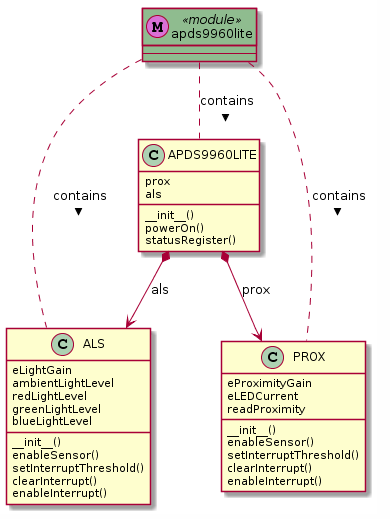 M «module»
apds9960lite
contains
▼
C APDS9960LITE
prox
als
__init__()
powerOn()
statusRegister()
contains
▼
contains
▼
als
prox
C ALS
eLightGain
ambientLightLevel
redLightLevel
greenLightLevel
blueLightLevel
__init__()
enableSensor()
setInterruptThreshold()
clearInterrupt()
enableInterrupt()
C PROX
eProximityGain
eLEDCurrent
readProximity
__init__()
enableSensor()
setInterruptThreshold()
clearInterrupt()
enableInterrupt()